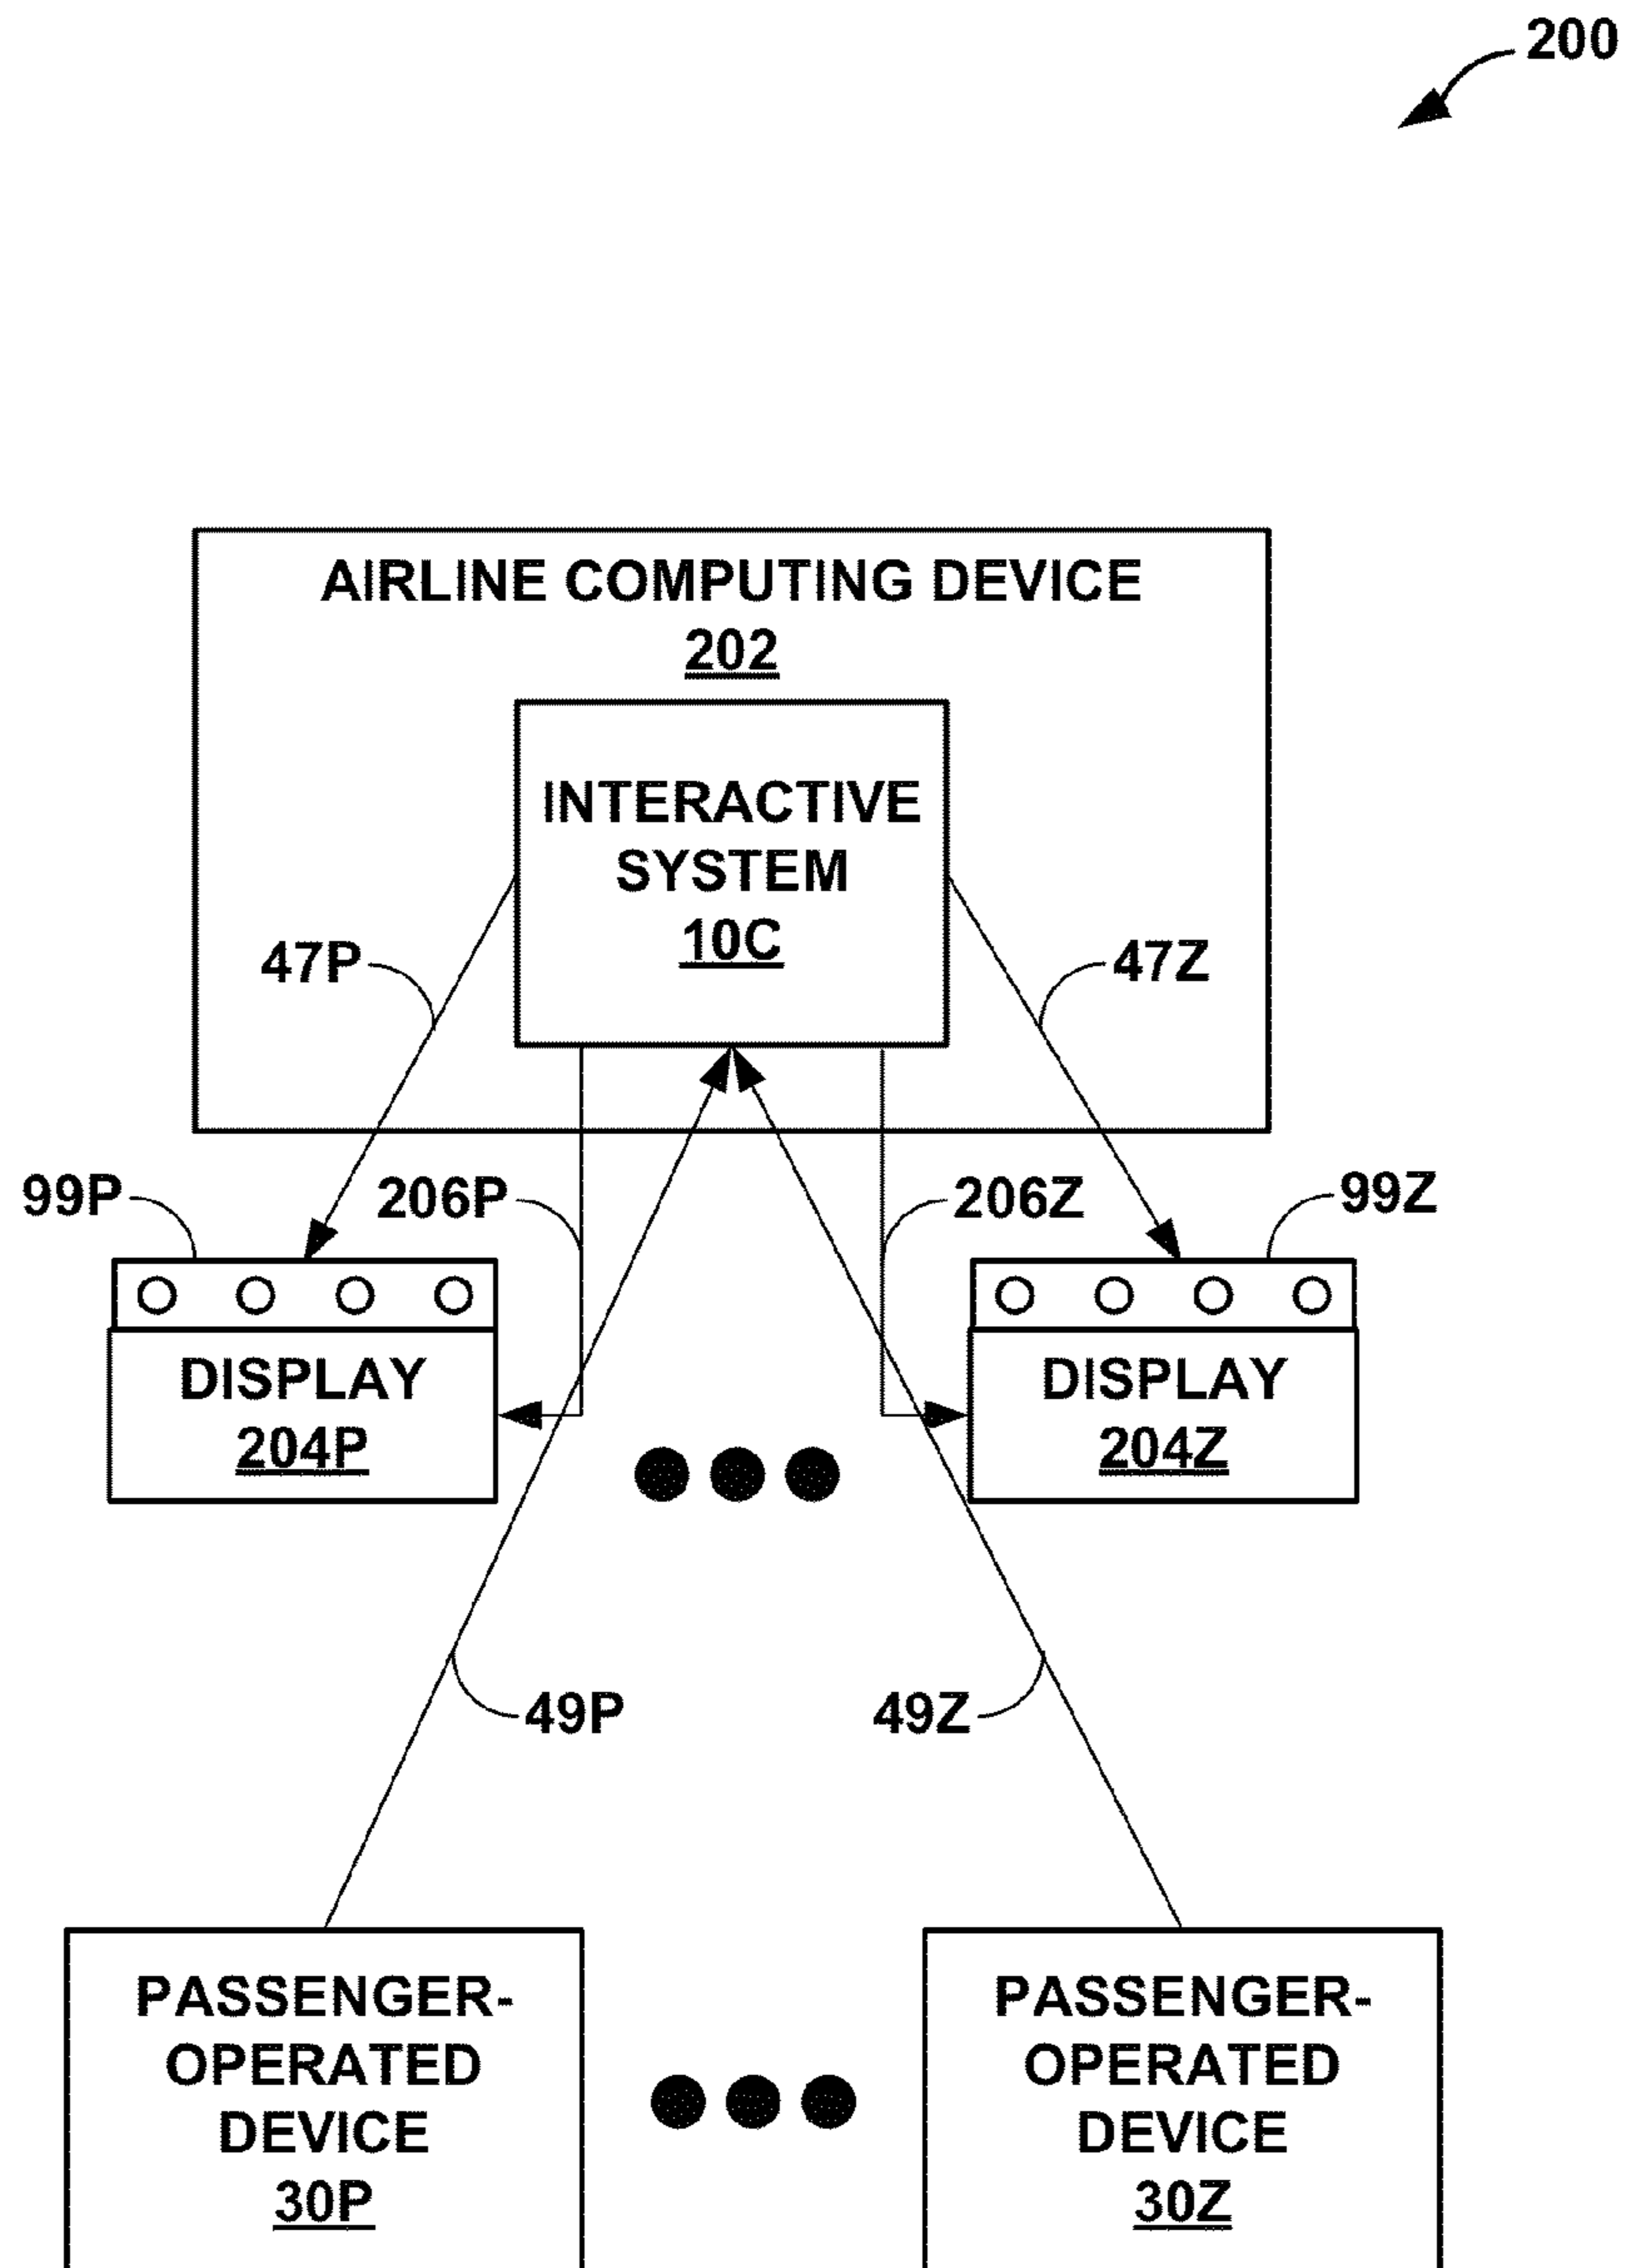 200
AIRLINE COMPUTING DEVICE
202
INTERACTIVE
SYSTEM
10C
47P
47Z
99P
206P
206Z
99Z
DISPLAY
204P
DISPLAY
204Z
49P
49Z
PASSENGER-
OPERATED
DEVICE
30P
PASSENGER-
OPERATED
DEVICE
30Z